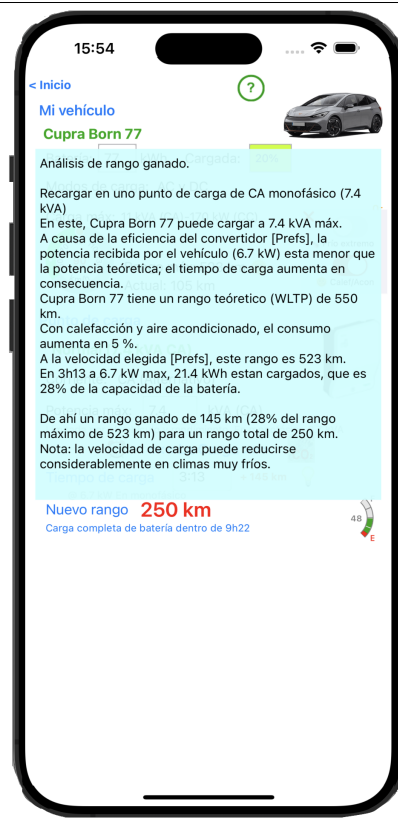 15:54
< Inicio
?
Mi vehículo
Cupra Born 77
Análisis de rango ganado.
Recargar en un punto de carga de CA monofásico (7.4
kVA)
En este, Cupra Born 77 puede cargar a 7.4 kVA máx.
A causa de la eficiencia del convertidor [Prefs], la
potencia recibida por el vehículo (6.7 kW) esta menor que
la potencia teóretica; el tiempo de carga aumenta en
consecuencia.
Cupra Born 77 tiene un rango teorético (WLTP) de 550
km.
Con calefacción y aire acondicionado, el consumo
aumenta en 5 %.
A la velocidad elegida [Prefs], este rango es 523 km.
En 3h13 a 6.7 kW max, 21.4 kWh estan cargados, que es
28% de la capacidad de la batería.
De ahí un rango ganado de 145 km (28% del rango
máximo de 523 km) para un rango total de 250 km.
Nota: la velocidad de carga puede reducirse
considerablemente en climas muy fríos.
Nuevo rango 250 km
48
E
Carga completa de batería dentro de 9h22